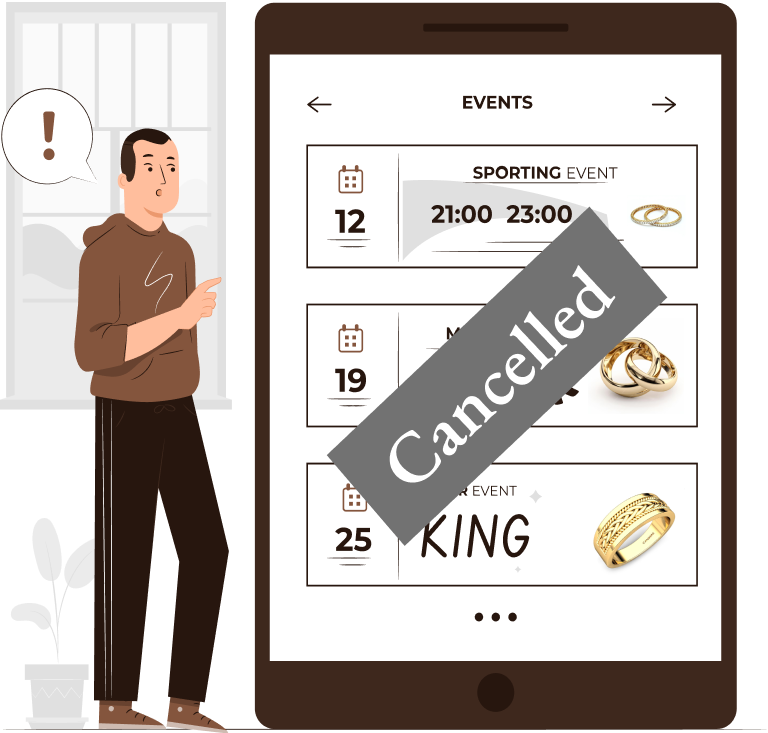 !
EVENTS
SPORTING EVENT
12
21:00 23:00
19
Cancelled
EVENT
25
KING